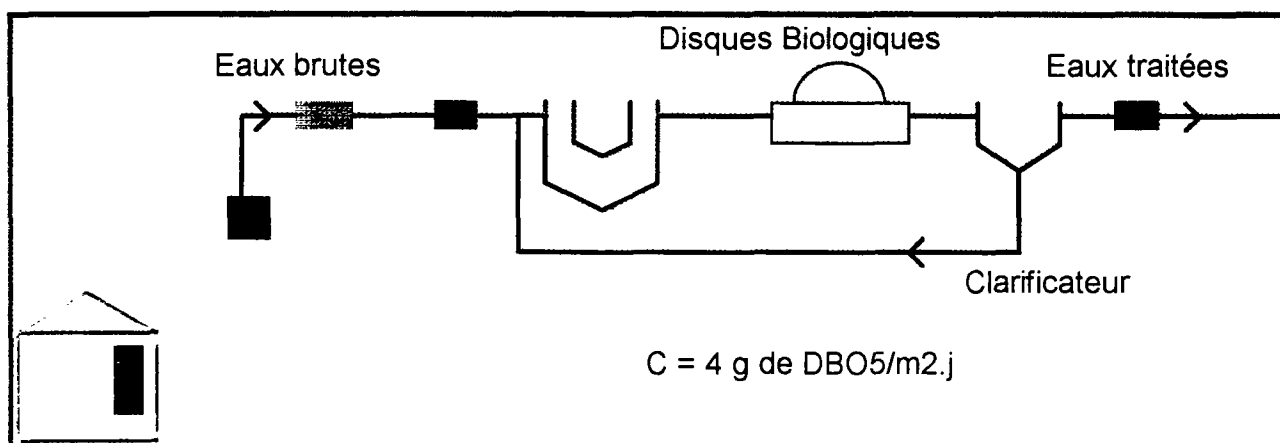 Disques Biologiques
Eaux brutes
Eaux traitées
Clarificateur
C = 4 g de DBO5/m2.j